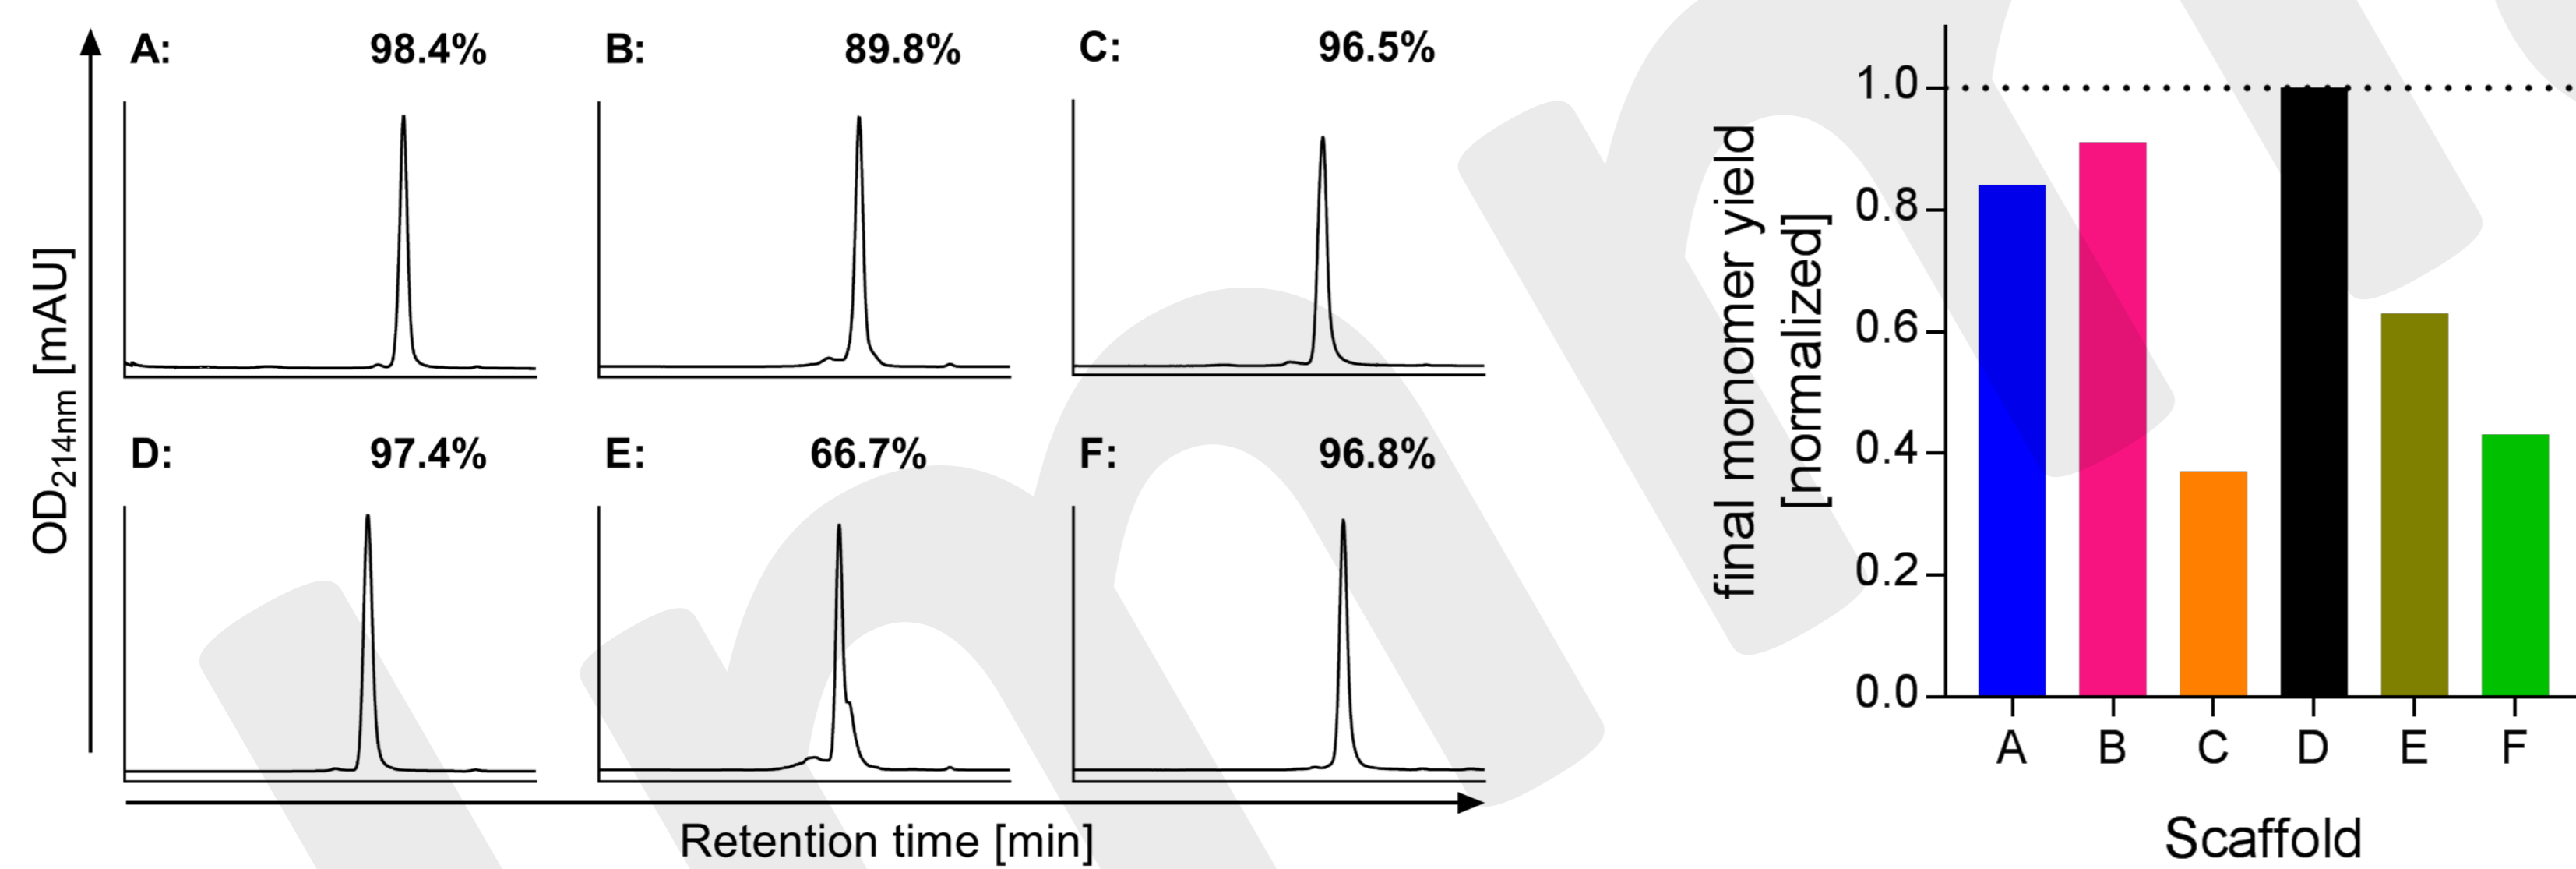 A: 98.4%
B: 89.8%
C: 96.5%
D: 97.4%
E: 66.7%
F: 96.8%
OD214nm [mAU]
Retention time [min]
final monomer yield
[normalized]
1.0
0.8
0.6
0.4
0.2
0.0
A B C D E F
Scaffold